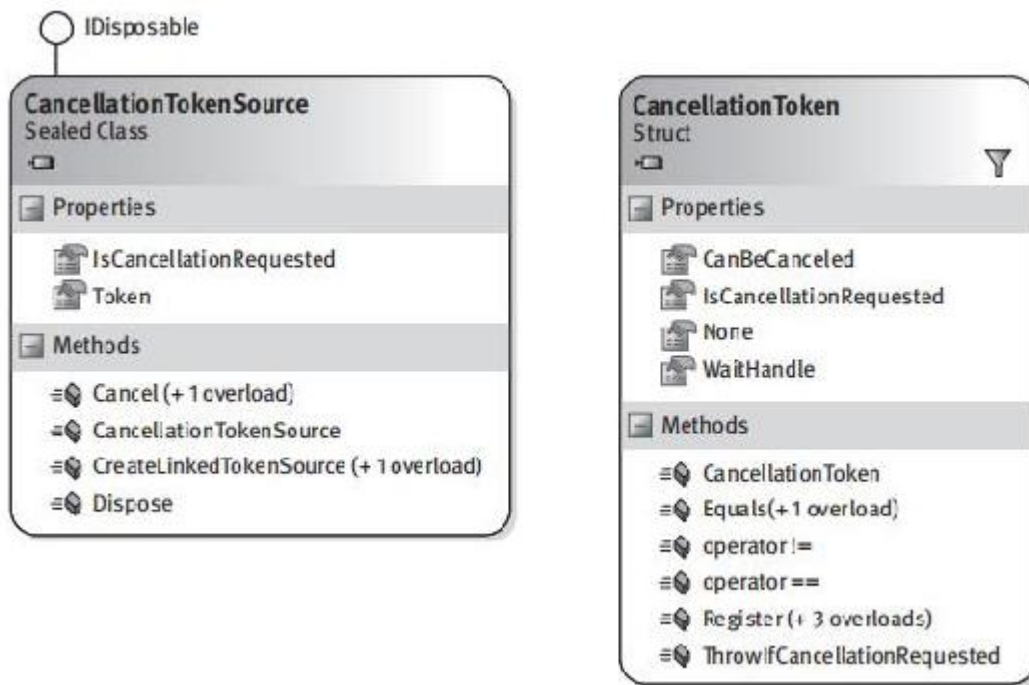 IDisposable
CancellationTokenSource
Sealed Class
Properties
IsCancellationRequested
Token
Methods
Cancel (+ 1 overload)
CancellationTokenSource
CreateLinkedTokenSource (+ 1 overload)
Dispose
CancellationToken
Struct
Properties
CanBeCanceled
IsCancellationRequested
None
WaitHandle
Methods
CancellationToken
Equals(+ 1 overload)
operator !=
operator ==
Register (+ 3 overloads)
ThrowIfCancellationRequested